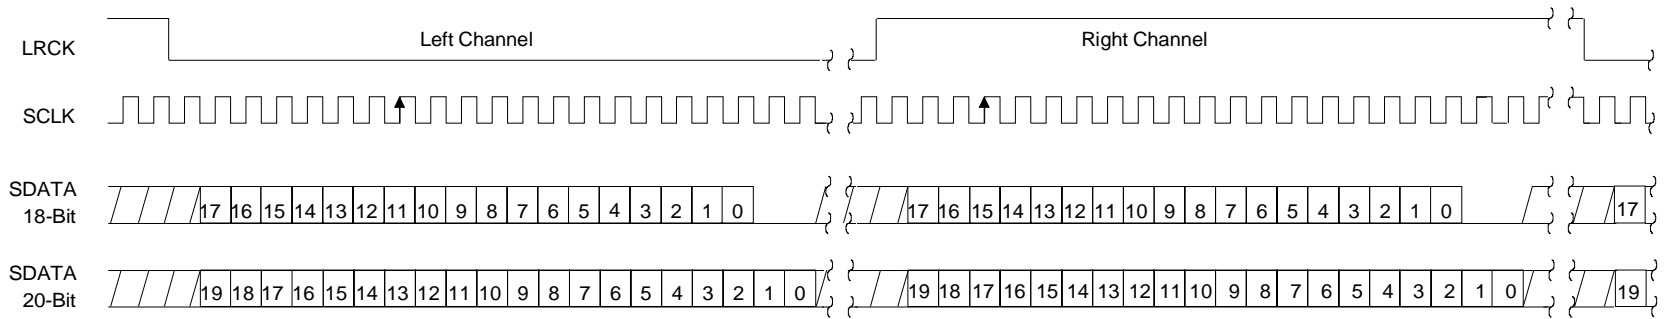 LRCK Left Channel Right Channel
SCLK
SDATA
18-Bit 17 16 15 14 13 12 11 10 9 8 7 6 5 4 3 2 1 0 17 16 15 14 13 12 11 10 9 8 7 6 5 4 3 2 1 0 17
SDATA
20-Bit 19 18 17 16 15 14 13 12 11 10 9 8 7 6 5 4 3 2 1 0 19 18 17 16 15 14 13 12 11 10 9 8 7 6 5 4 3 2 1 0 19